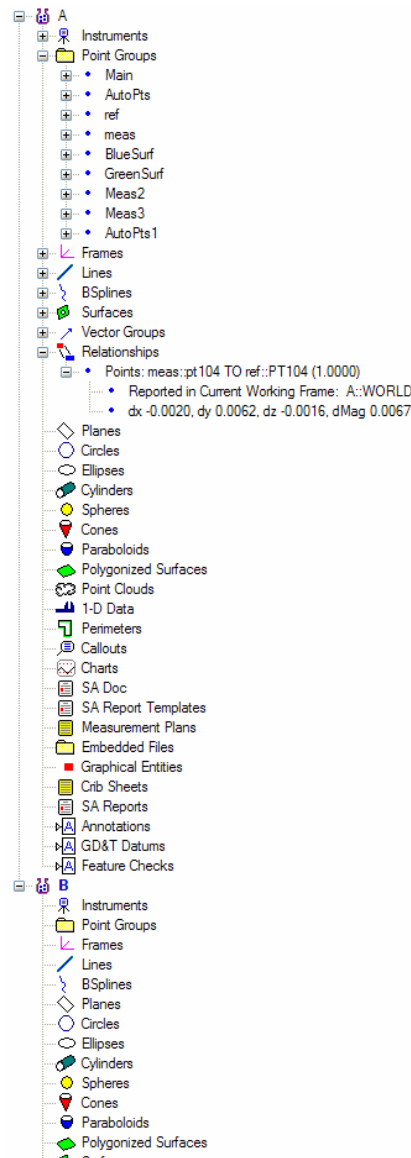 A
Instruments
Point Groups
Main
AutoPts
ref
meas
BlueSurf
GreenSurf
Meas2
Meas3
AutoPts1
Frames
Lines
BSplines
Surfaces
Vector Groups
Relationships
Points: meas::pt104 TO ref::PT104 (1.0000)
Reported in Current Working Frame: A::WORLD
dx -0.0020, dy 0.0062, dz -0.0016, dMag 0.0067
Planes
Circles
Ellipses
Cylinders
Spheres
Cones
Paraboloids
Polygonized Surfaces
Point Clouds
1-D Data
Perimeters
Callouts
Charts
SA Doc
SA Report Templates
Measurement Plans
Embedded Files
Graphical Entities
Crib Sheets
SA Reports
Annotations
GD&T Datums
Feature Checks
B
Instruments
Point Groups
Frames
Lines
BSplines
Planes
Circles
Ellipses
Cylinders
Spheres
Cones
Paraboloids
Polygonized Surfaces